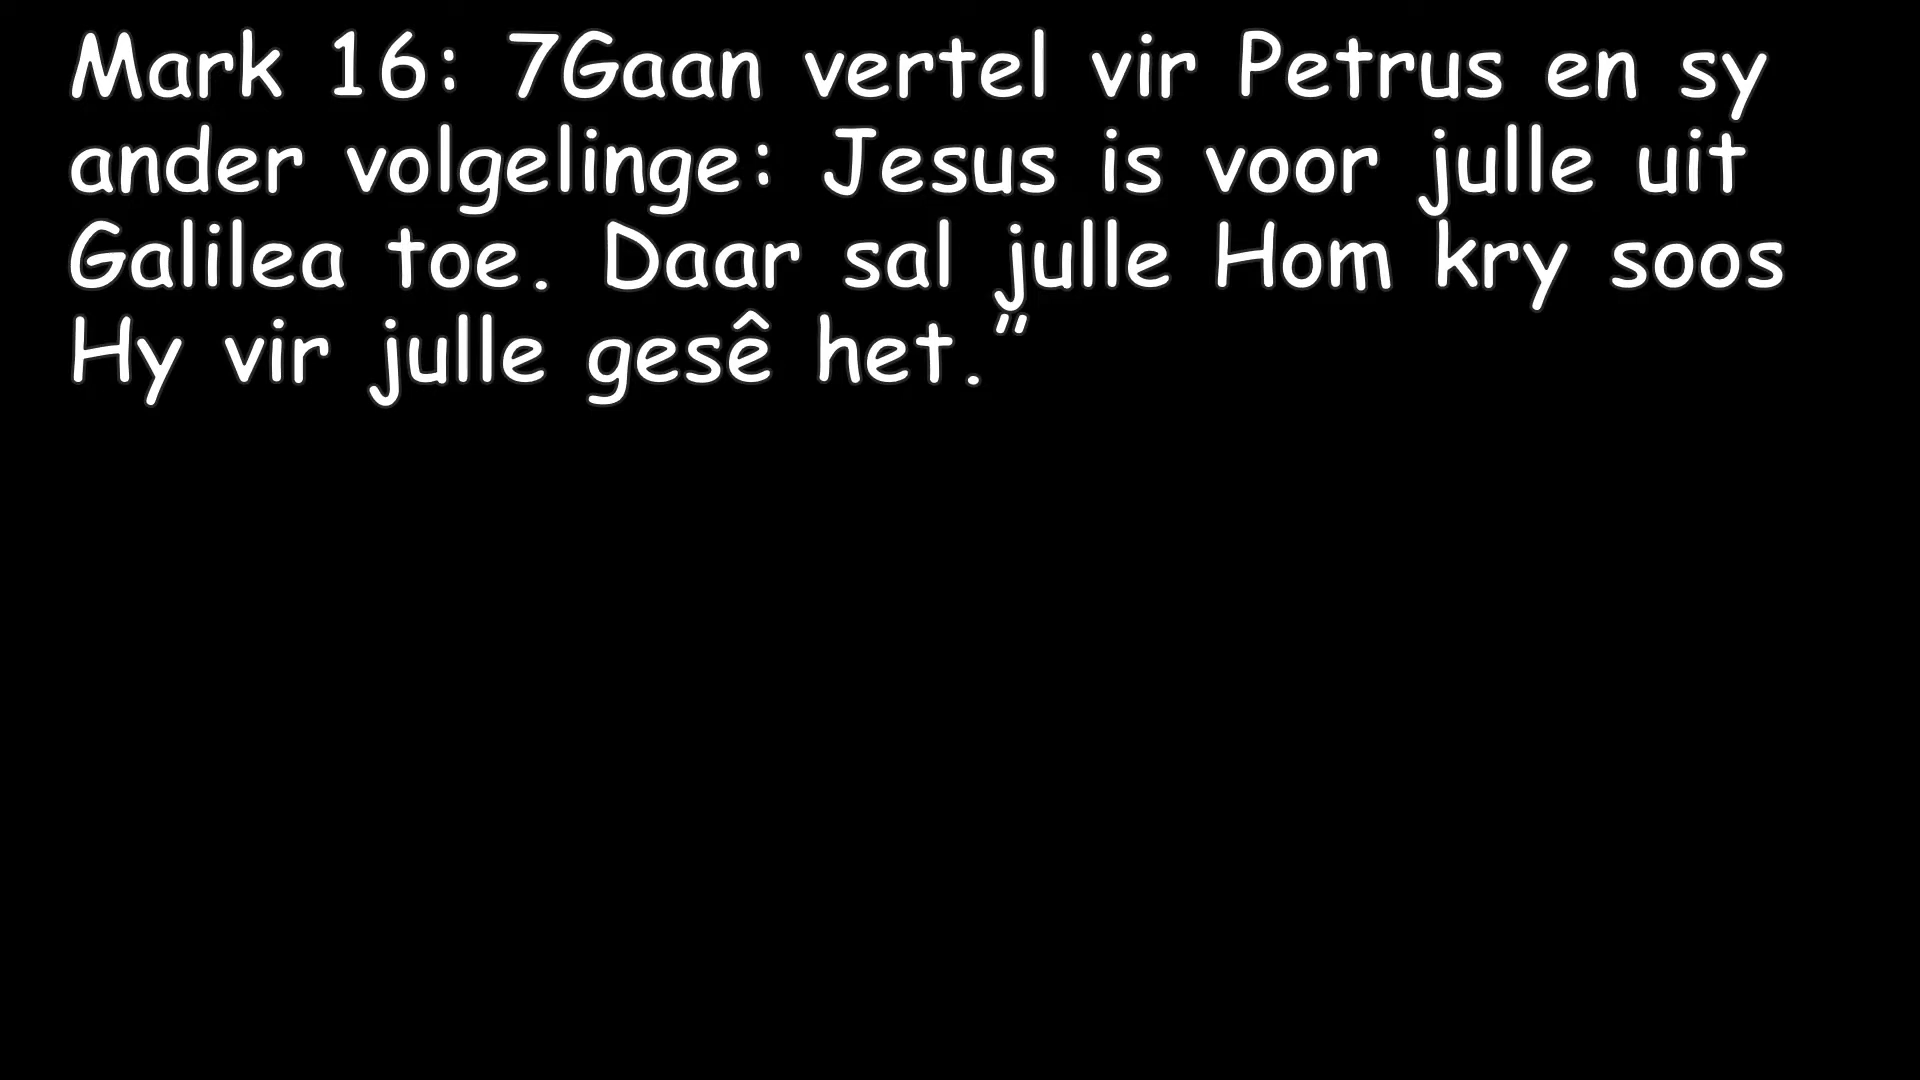 Mark 16: 7Gaan vertel vir Petrus en sy
ander volgelinge: Jesus is voor julle uit
Galilea toe. Daar sal julle Hom kry soos
Hy vir julle gesê het.”